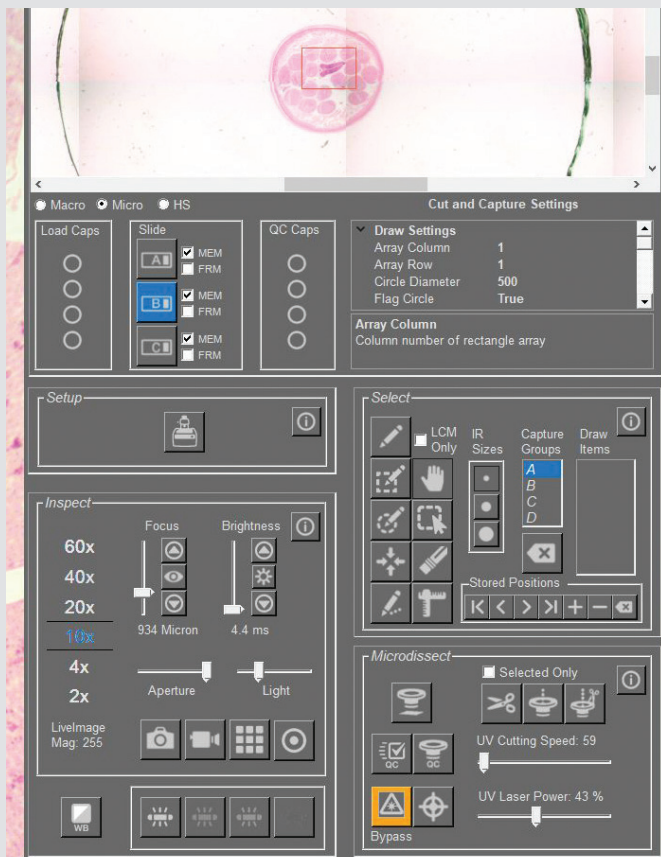 Macro Micro HS
Cut and Capture Settings
Load Caps
Slide
A
MEM
FRM
B
MEM
FRM
C
MEM
FRM
QC Caps
Draw Settings
Array Column 1
Array Row 1
Circle Diameter 500
Flag Circle True
Array Column
Column number of rectangle array
Setup
Inspect
60x
40x
20x
10x
4x
2x
LiveImage
Mag: 255
Focus
934 Micron
Brightness
4.4 ms
Aperture
Light
WB
Select
LCM
Only
IR
Sizes
Capture
Groups
A
B
C
D
Draw
Items
Stored Positions
Microdissect
Selected Only
QC
QC
UV Cutting Speed: 59
UV Laser Power: 43 %
Bypass